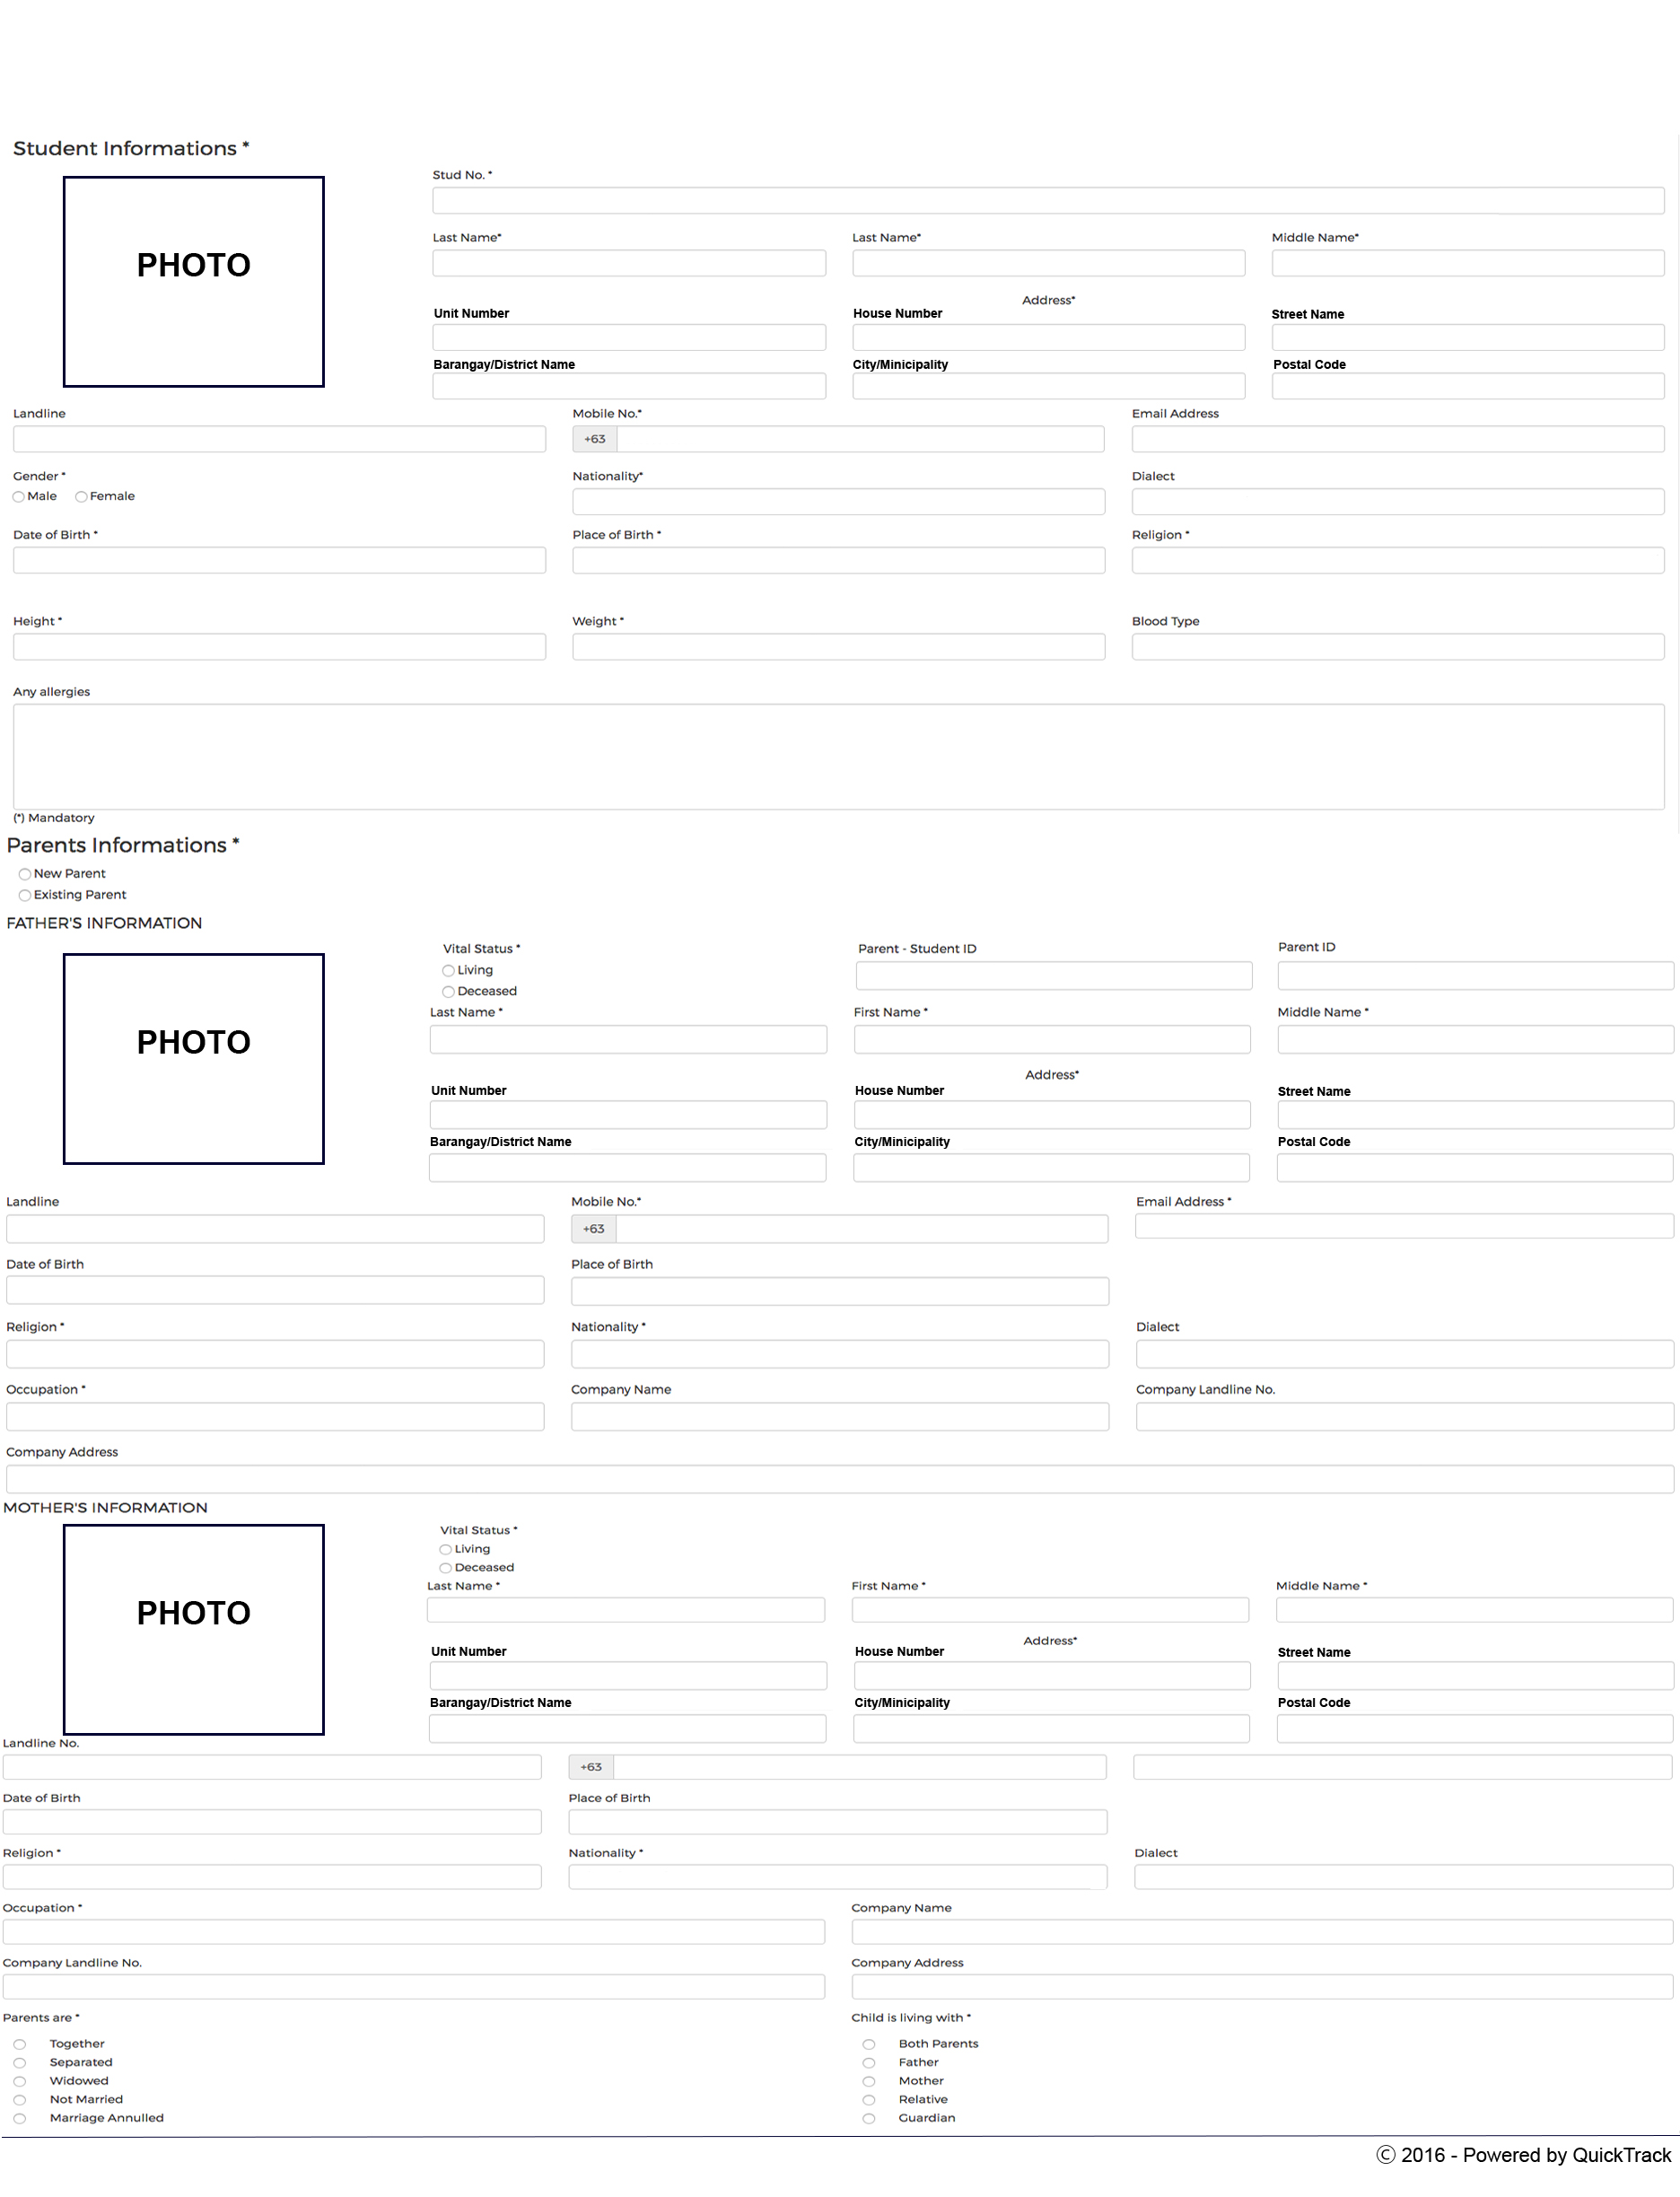 Student Informations *
PHOTO
Stud No. *
Last Name* Last Name* Middle Name*
Address*
Unit Number House Number Street Name
Barangay/District Name City/Minicipality Postal Code
Landline Mobile No.* Email Address
+63
Gender * Nationality* Dialect
Male Female
Date of Birth * Place of Birth * Religion *
Height * Weight * Blood Type
Any allergies
(*) Mandatory
Parents Informations *
New Parent
Existing Parent
FATHER'S INFORMATION
PHOTO
Vital Status * Parent - Student ID Parent ID
Living
Deceased
Last Name * First Name * Middle Name *
Address*
Unit Number House Number Street Name
Barangay/District Name City/Minicipality Postal Code
Landline Mobile No.* Email Address *
+63
Date of Birth Place of Birth
Religion * Nationality * Dialect
Occupation * Company Name Company Landline No.
Company Address
MOTHER'S INFORMATION
PHOTO
Vital Status *
Living
Deceased
Last Name * First Name * Middle Name *
Address*
Unit Number House Number Street Name
Barangay/District Name City/Minicipality Postal Code
Landline No.
+63
Date of Birth Place of Birth
Religion * Nationality * Dialect
Occupation * Company Name
Company Landline No. Company Address
Parents are * Child is living with *
Together Both Parents
Separated Father
Widowed Mother
Not Married Relative
Marriage Annulled Guardian
© 2016 - Powered by QuickTrack